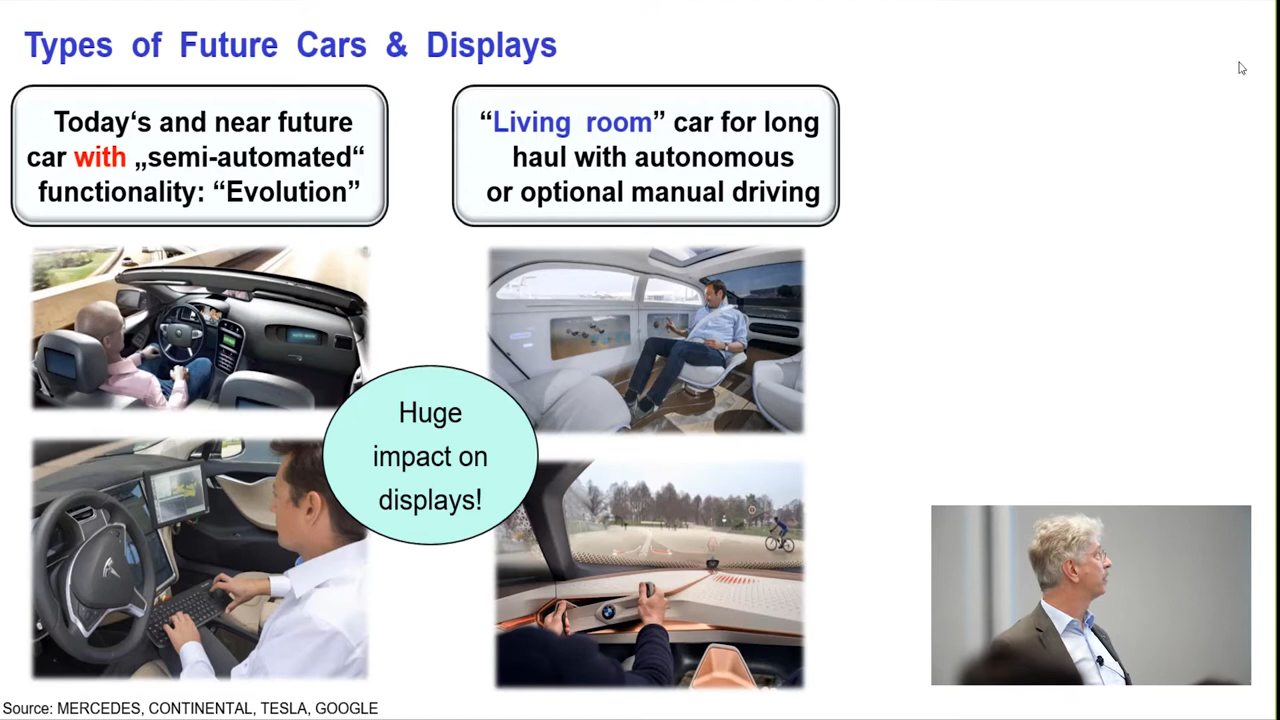 Types of Future Cars & Displays
Today‘s and near future
car with „semi-automated“
functionality: “Evolution”
“Living room” car for long
haul with autonomous
or optional manual driving
Huge
impact on
displays!
Source: MERCEDES, CONTINENTAL, TESLA, GOOGLE